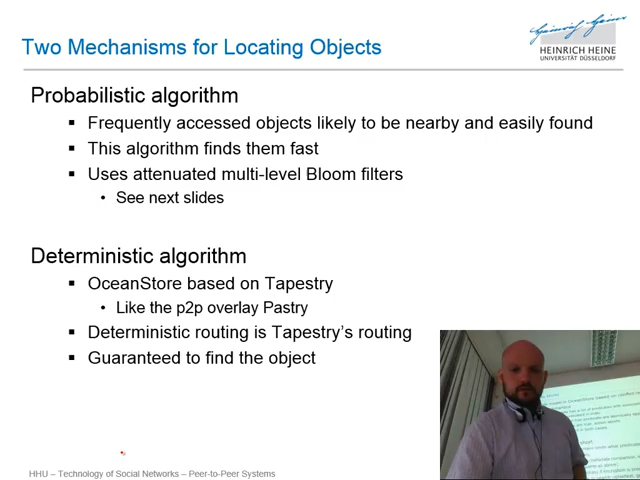 Two Mechanisms for Locating Objects
HEINRICH HEINE
UNIVERSITÄT DÜSSELDORF
Probabilistic algorithm
▪ Frequently accessed objects likely to be nearby and easily found
▪ This algorithm finds them fast
▪ Uses attenuated multi-level Bloom filters
• See next slides
Deterministic algorithm
▪ OceanStore based on Tapestry
• Like the p2p overlay Pastry
▪ Deterministic routing is Tapestry's routing
▪ Guaranteed to find the object
HHU – Technology of Social Networks – Peer-to-Peer Systems